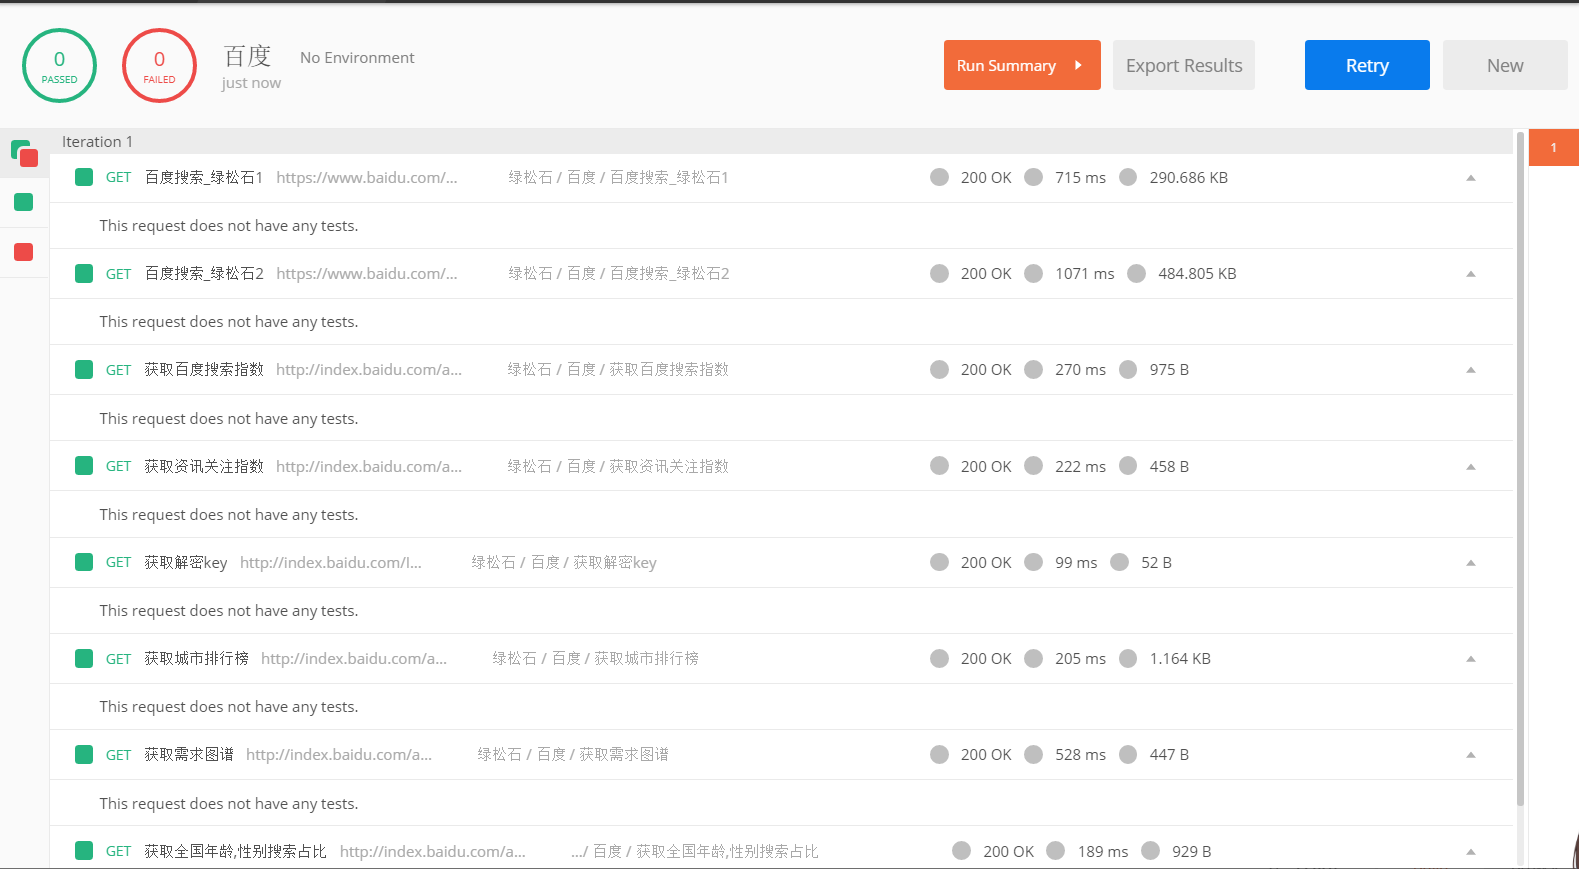 0 PASSED 0 FAILED 百度 No Environment Run Summary Export Results Retry New
just now
Iteration 1 1
GET 百度搜索_绿松石1 https://www.baidu.com/... 绿松石 / 百度 / 百度搜索_绿松石1 200 OK 715 ms 290.686 KB
This request does not have any tests.
GET 百度搜索_绿松石2 https://www.baidu.com/... 绿松石 / 百度 / 百度搜索_绿松石2 200 OK 1071 ms 484.805 KB
This request does not have any tests.
GET 获取百度搜索指数 http://index.baidu.com/a... 绿松石 / 百度 / 获取百度搜索指数 200 OK 270 ms 975 B
This request does not have any tests.
GET 获取资讯关注指数 http://index.baidu.com/a... 绿松石 / 百度 / 获取资讯关注指数 200 OK 222 ms 458 B
This request does not have any tests.
GET 获取解密key http://index.baidu.com/I... 绿松石 / 百度 / 获取解密key 200 OK 99 ms 52 B
This request does not have any tests.
GET 获取城市排行榜 http://index.baidu.com/a... 绿松石 / 百度 / 获取城市排行榜 200 OK 205 ms 1.164 KB
This request does not have any tests.
GET 获取需求图谱 http://index.baidu.com/a... 绿松石 / 百度 / 获取需求图谱 200 OK 528 ms 447 B
This request does not have any tests.
GET 获取全国年龄,性别搜索占比 http://index.baidu.com/a... .../ 百度 / 获取全国年龄,性别搜索占比 200 OK 189 ms 929 B